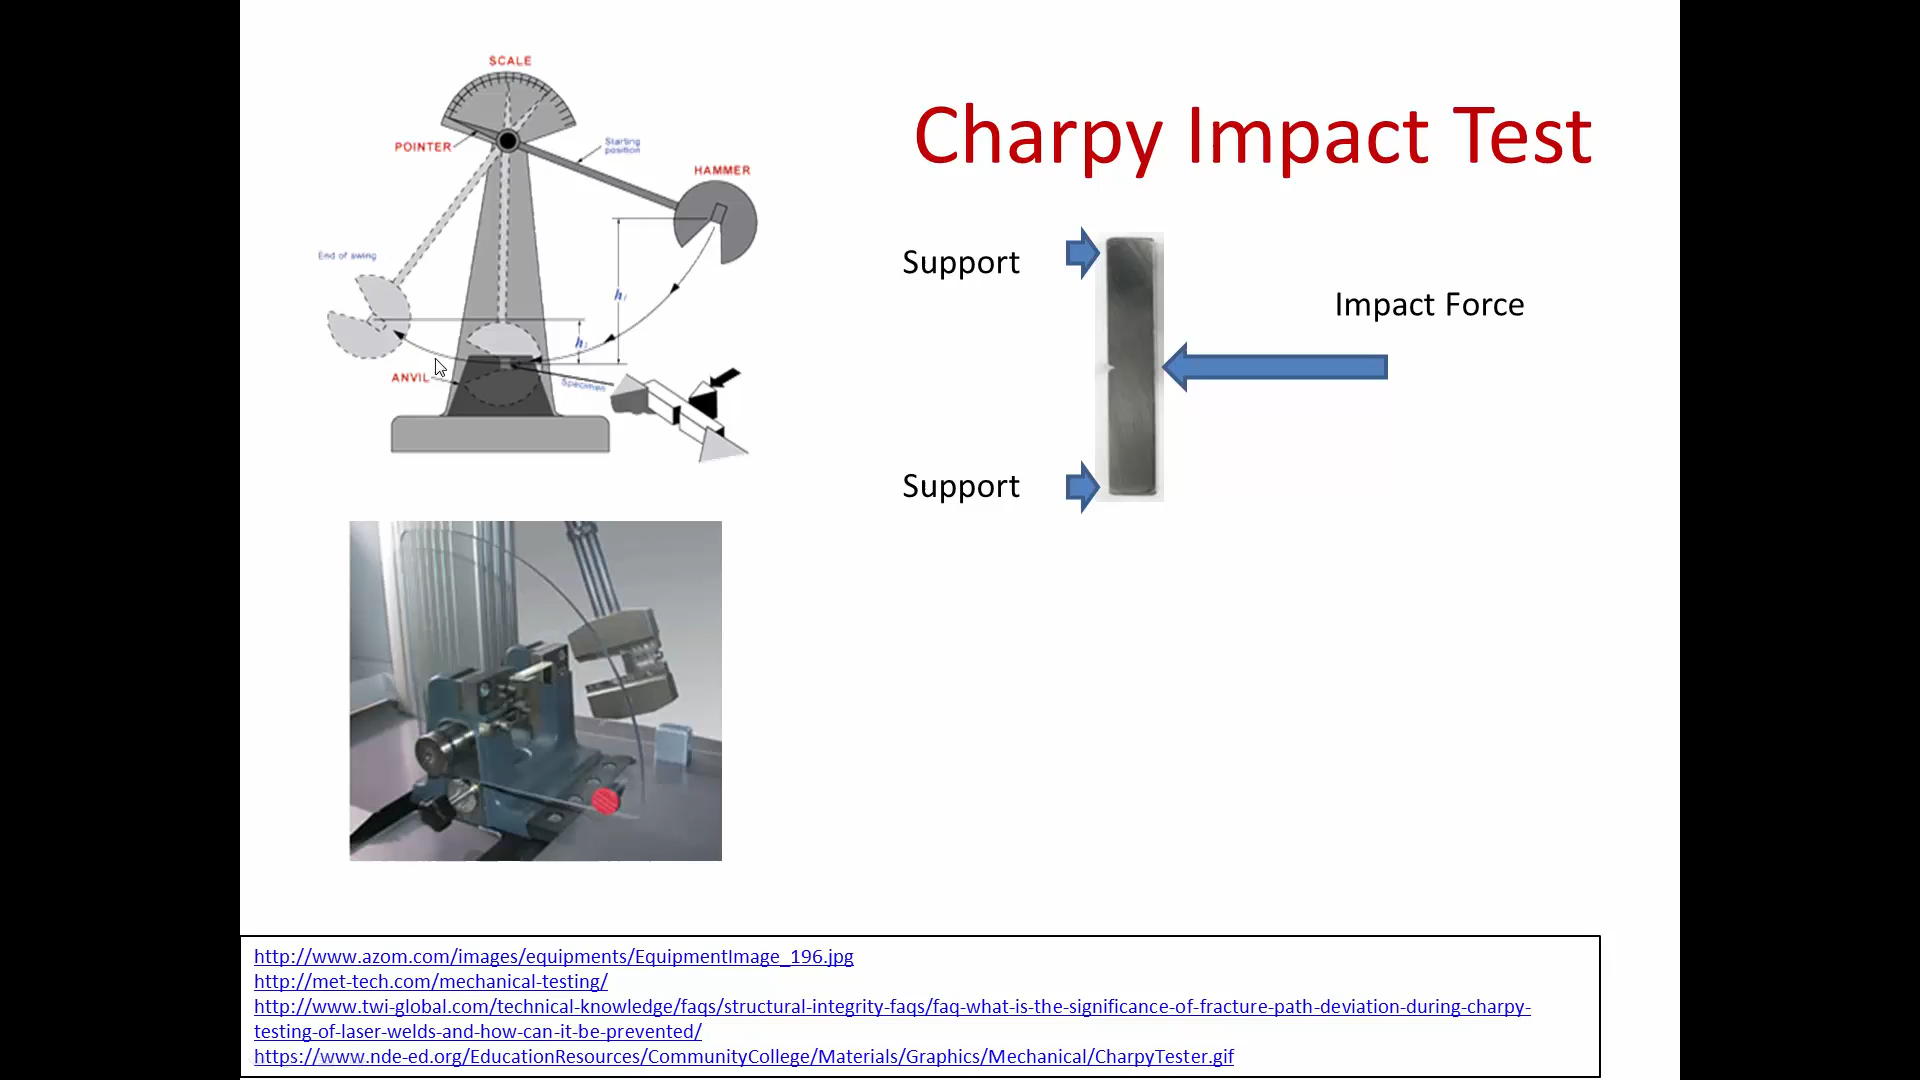 SCALE
Charpy Impact Test
POINTER
Starting
position
HAMMER
Support
End of swing
Impact Force
h1
h2
ANVIL
Specimen
Support
http://www.azom.com/images/equipments/EquipmentImage_196.jpg
http://met-tech.com/mechanical-testing/
http://www.twi-global.com/technical-knowledge/faqs/structural-integrity-faqs/faq-what-is-the-significance-of-fracture-path-deviation-during-charpy-
testing-of-laser-welds-and-how-can-it-be-prevented/
https://www.nde-ed.org/EducationResources/CommunityCollege/Materials/Graphics/Mechanical/CharpyTester.gif